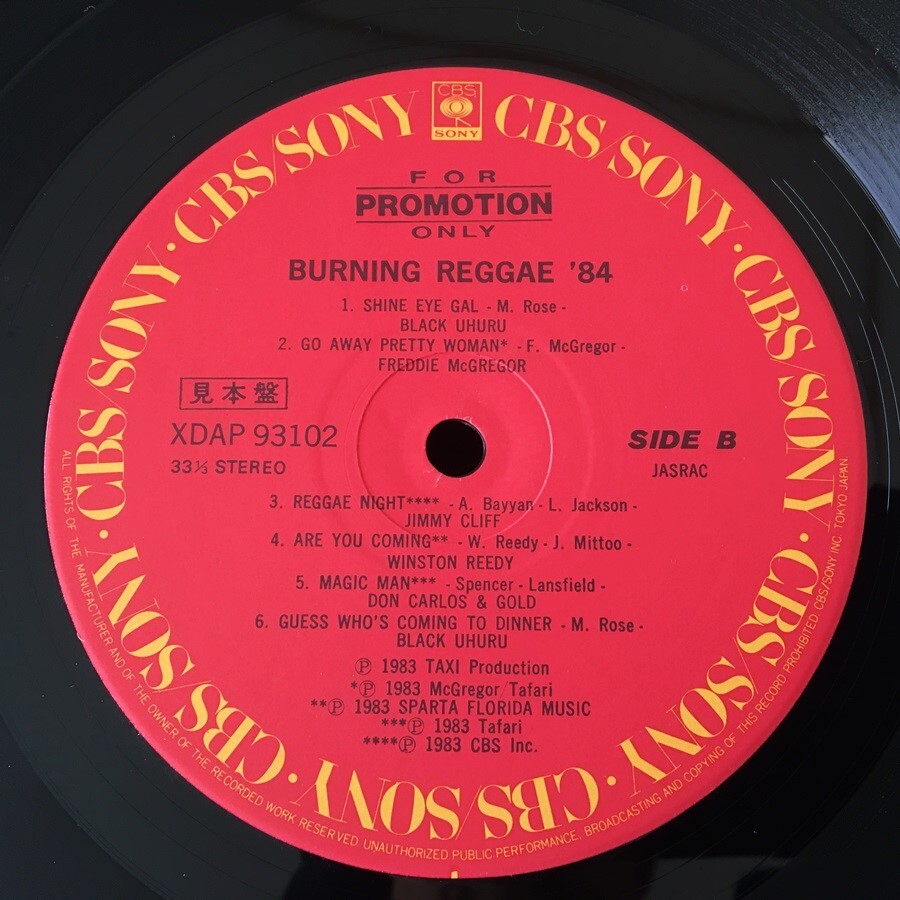 CBS
SONY
CBS/SONY · CBS/SONY · CBS/SONY · CBS/SONY · CBS/SONY · CBS/SONY · CBS/SONY · CBS/SONY
FOR
PROMOTION
ONLY
BURNING REGGAE '84
1. SHINE EYE GAL - M. Rose -
BLACK UHURU
2. GO AWAY PRETTY WOMAN* - F. McGregor -
FREDDIE McGREGOR
見本盤
XDAP 93102
33⅓ STEREO
SIDE B
JASRAC
3. REGGAE NIGHT**** - A. Bayyan - L. Jackson -
JIMMY CLIFF
4. ARE YOU COMING** - W. Reedy - J. Mittoo -
WINSTON REEDY
5. MAGIC MAN*** - Spencer - Lansfield -
DON CARLOS & GOLD
6. GUESS WHO'S COMING TO DINNER - M. Rose -
BLACK UHURU
Ⓟ 1983 TAXI Production
*Ⓟ 1983 McGregor/Tafari
**Ⓟ 1983 SPARTA FLORIDA MUSIC
***Ⓟ 1983 Tafari
****Ⓟ 1983 CBS Inc.
ALL RIGHTS OF THE MANUFACTURER AND OF THE OWNER OF THE RECORDED WORK RESERVED. UNAUTHORIZED PUBLIC PERFORMANCE, BROADCASTING AND COPYING OF THIS RECORD PROHIBITED CBS/SONY INC. TOKYO JAPAN.